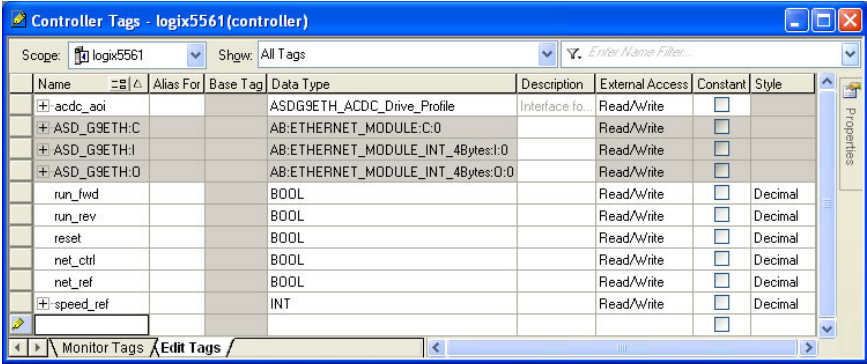 Controller Tags - logix5561(controller)
Scope: logix5561 Show: All Tags Enter Name Filter...
Name Alias For Base Tag Data Type Description External Access Constant Style
acdc_aoi ASDG9ETH_ACDC_Drive_Profile Interface fo... Read/Write
ASD_G9ETH:C AB:ETHERNET_MODULE:C:0 Read/Write
ASD_G9ETH:I AB:ETHERNET_MODULE_INT_4Bytes:I:0 Read/Write
ASD_G9ETH:O AB:ETHERNET_MODULE_INT_4Bytes:O:0 Read/Write
run_fwd BOOL Read/Write Decimal
run_rev BOOL Read/Write Decimal
reset BOOL Read/Write Decimal
net_ctrl BOOL Read/Write Decimal
net_ref BOOL Read/Write Decimal
speed_ref INT Read/Write Decimal
Monitor Tags Edit Tags
Properties